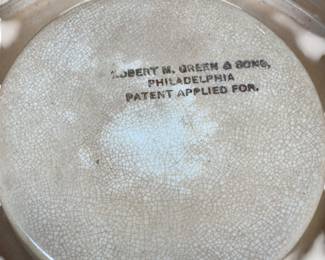 ROBERT M. GREEN & SONS,
PHILADELPHIA
PATENT APPLIED FOR.